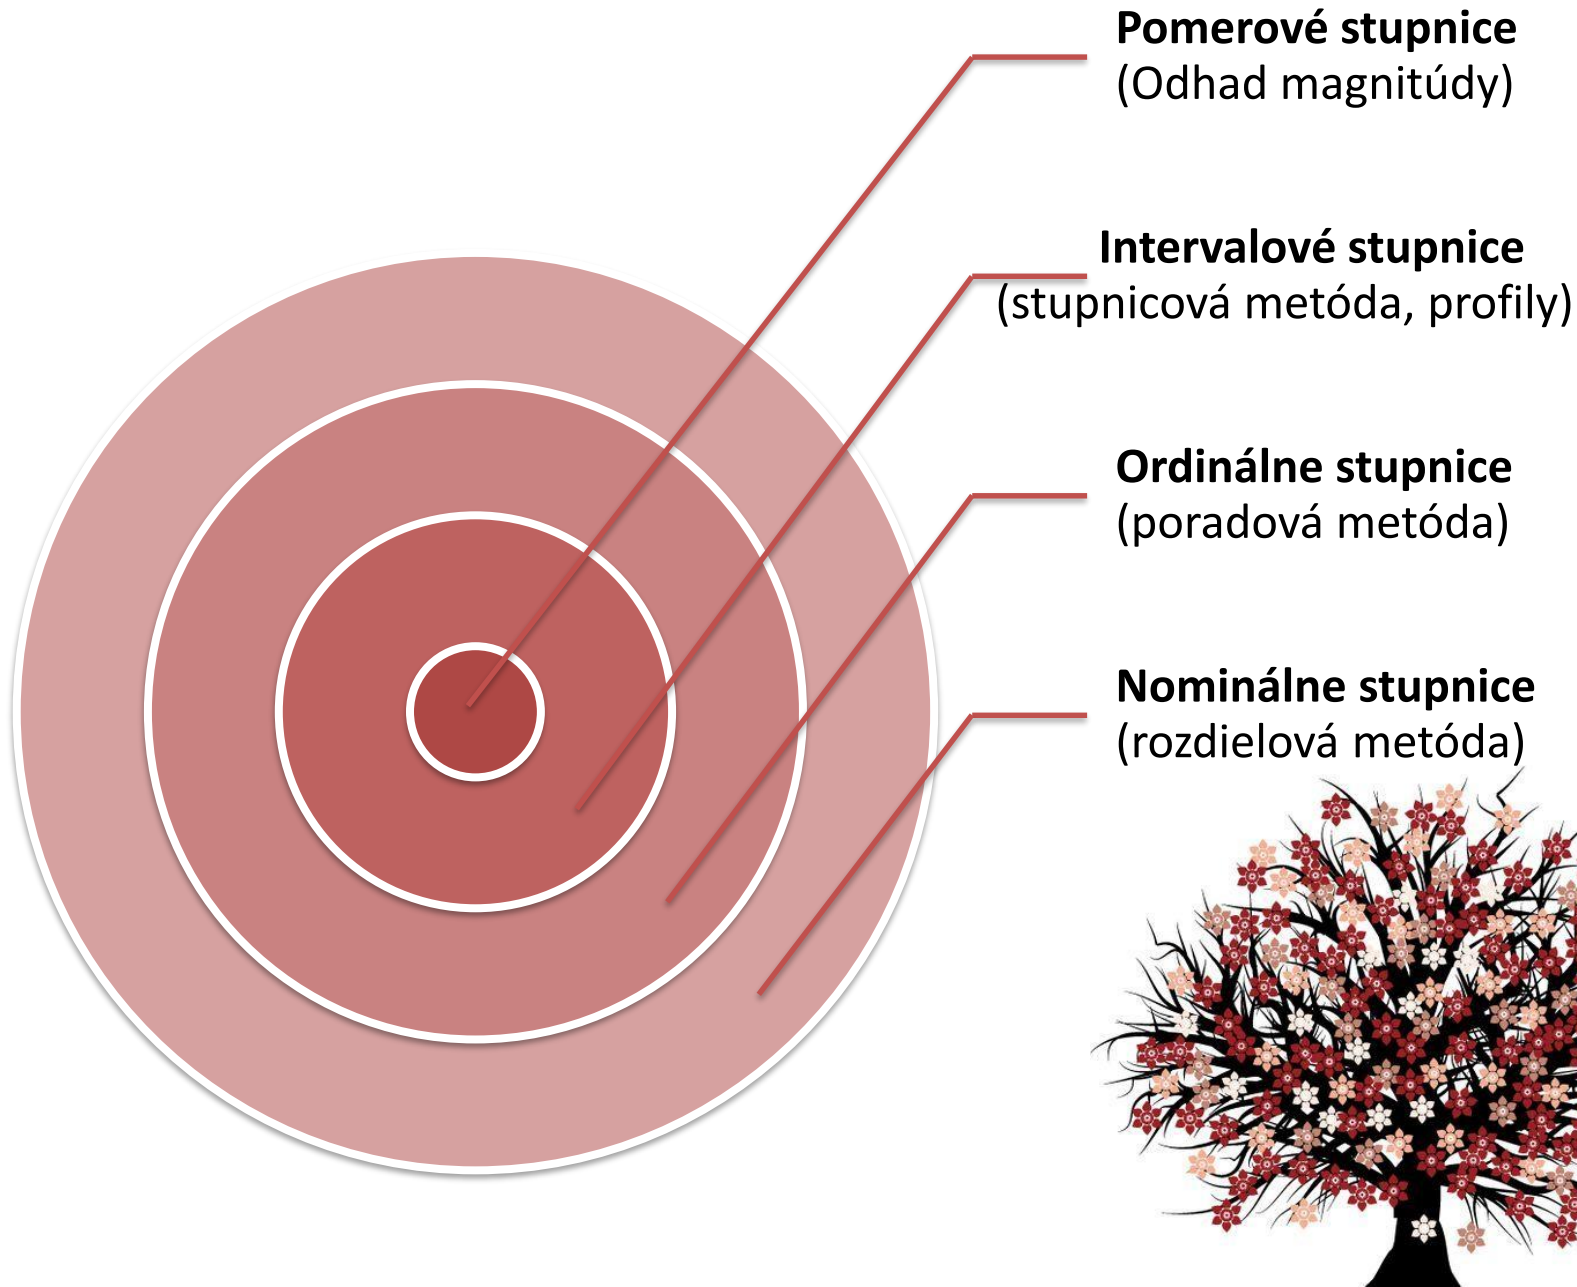 Pomerové stupnice
(Odhad magnitúdy)
Intervalové stupnice
(stupnicová metóda, profily)
Ordinálne stupnice
(poradová metóda)
Nominálne stupnice
(rozdielová metóda)